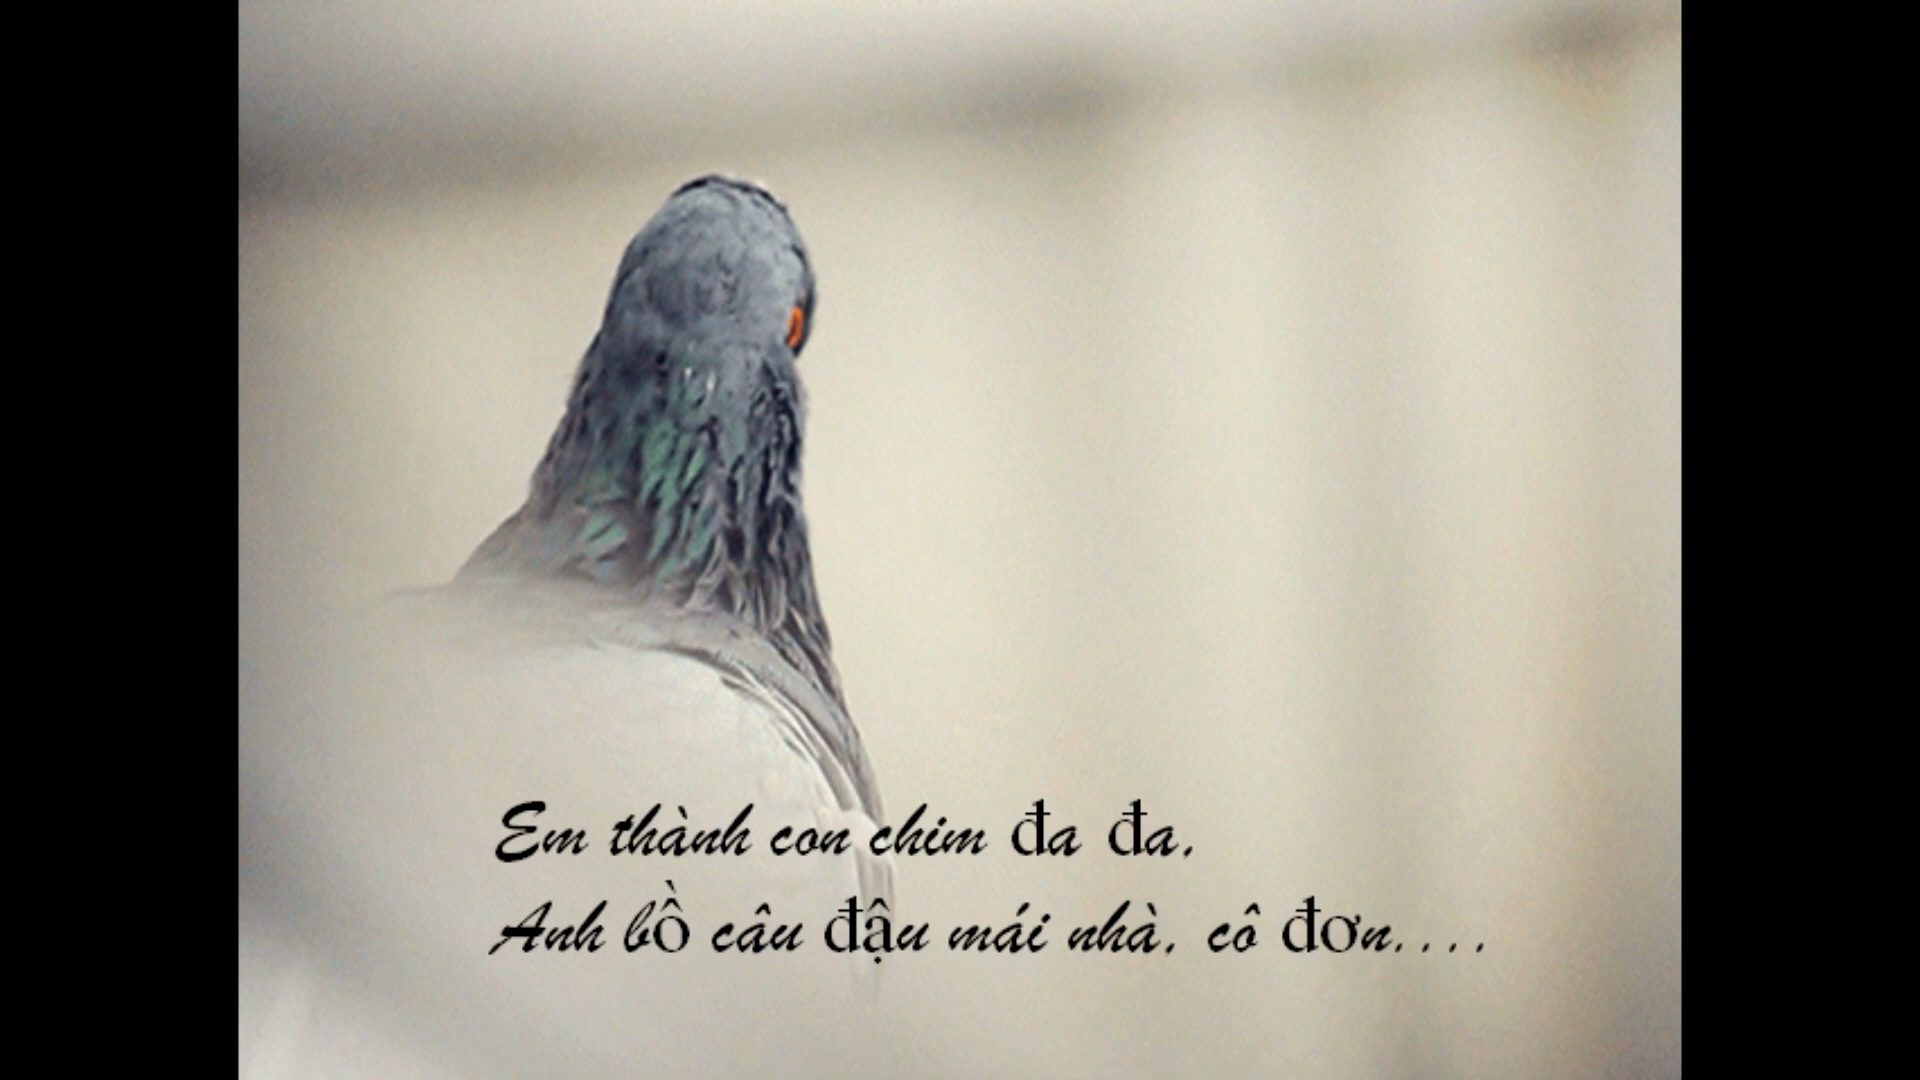 Em thành con chim đa đa,
Anh bồ câu đậu mái nhà, cô đơn....